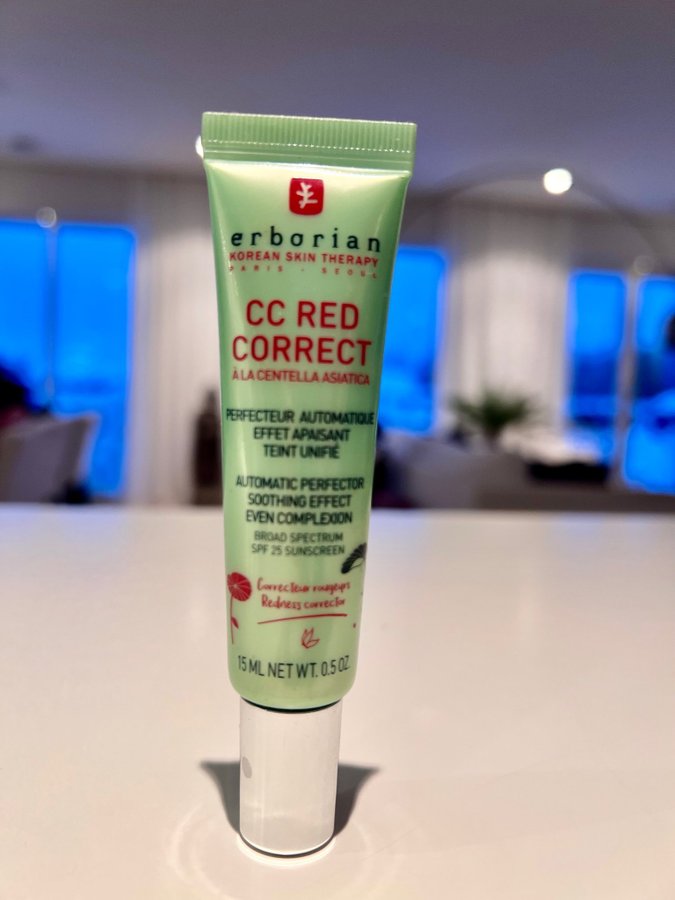 erborian
KOREAN SKIN THERAPY
PARIS - SEOUL
CC RED
CORRECT
À LA CENTELLA ASIATICA
PERFECTEUR AUTOMATIQUE
EFFET APAISANT
TEINT UNIFIÉ
AUTOMATIC PERFECTOR
SOOTHING EFFECT
EVEN COMPLEXION
BROAD SPECTRUM
SPF 25 SUNSCREEN
Correcteur rougeurs
Redness corrector
15 ML NET WT. 0.5 OZ.